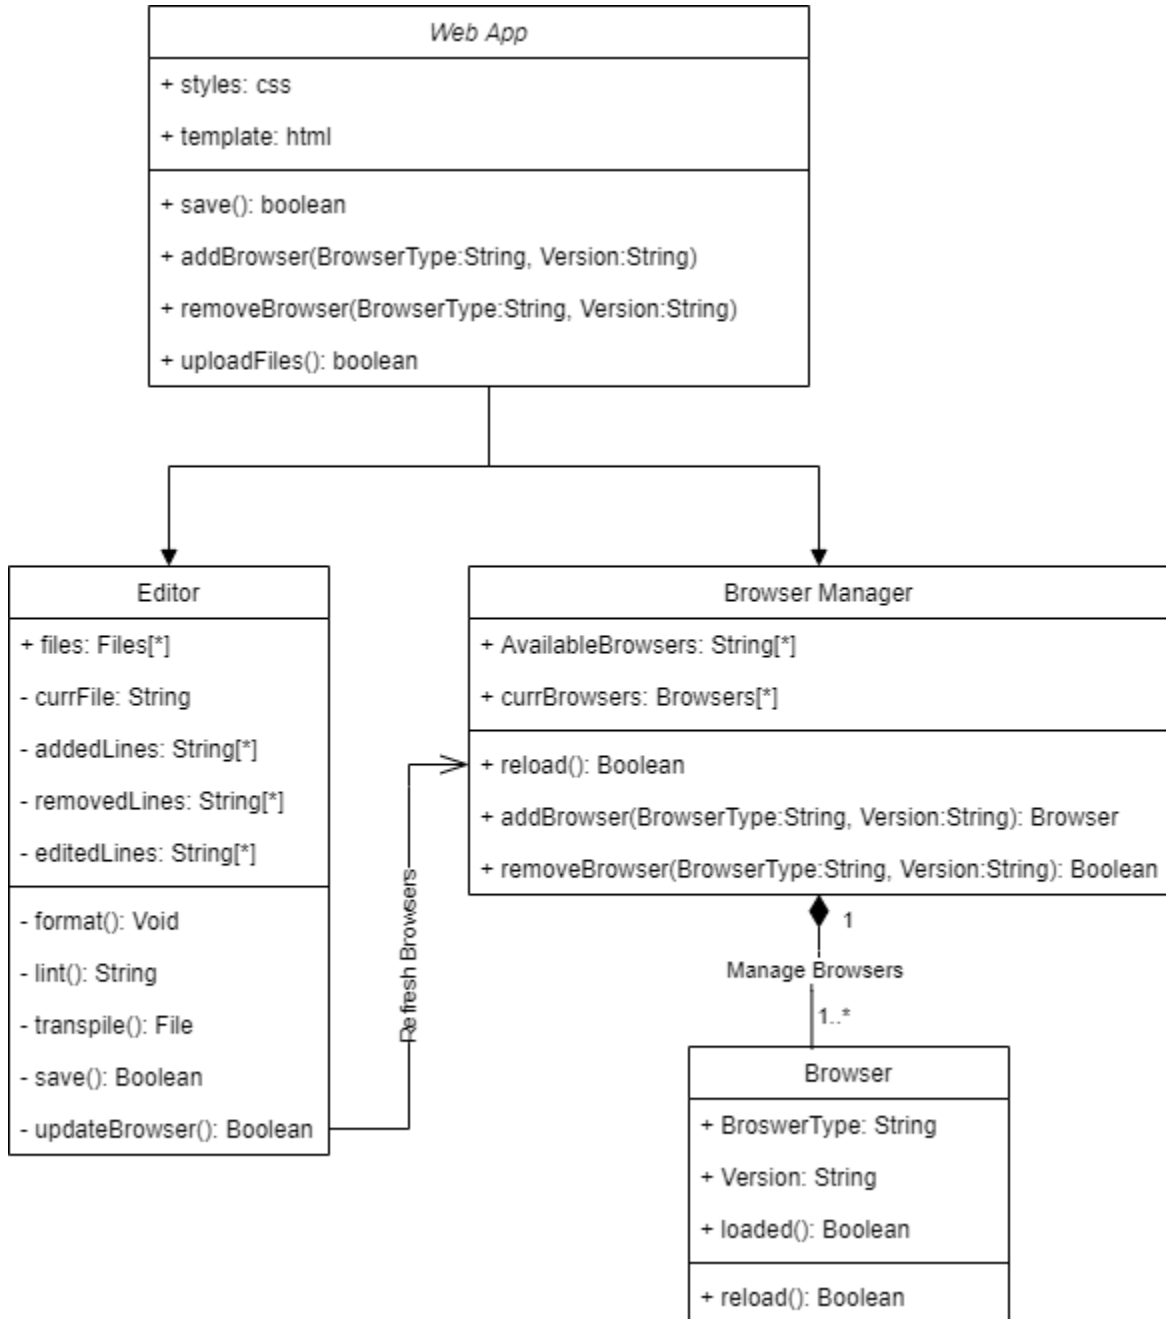 Web App
+ styles: css
+ template: html
+ save(): boolean
+ addBrowser(BrowserType:String, Version:String)
+ removeBrowser(BrowserType:String, Version:String)
+ uploadFiles(): boolean
Editor
+ files: Files[*]
- currFile: String
- addedLines: String[*]
- removedLines: String[*]
- editedLines: String[*]
- format(): Void
- lint(): String
- transpile(): File
- save(): Boolean
- updateBrowser(): Boolean
Refresh Browsers
Browser Manager
+ AvailableBrowsers: String[*]
+ currBrowsers: Browsers[*]
+ reload(): Boolean
+ addBrowser(BrowserType:String, Version:String): Browser
+ removeBrowser(BrowserType:String, Version:String): Boolean
1
Manage Browsers
1..*
Browser
+ BroswerType: String
+ Version: String
+ loaded(): Boolean
+ reload(): Boolean